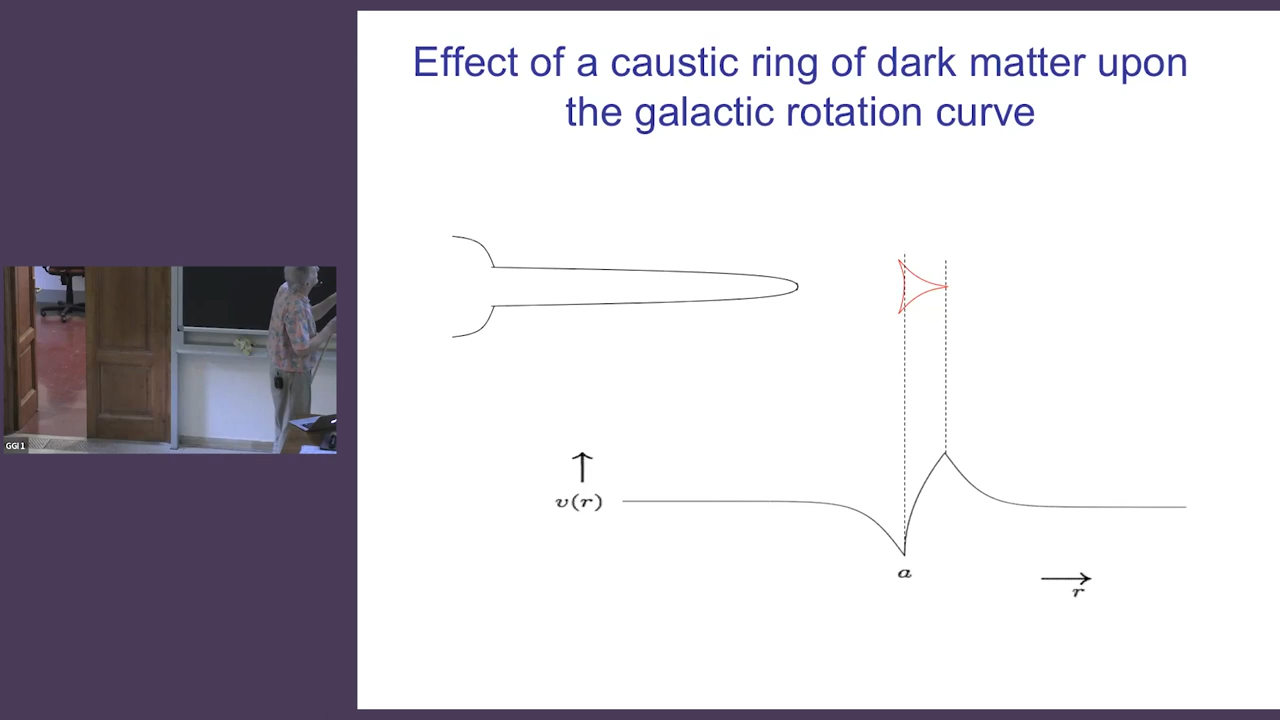 Effect of a caustic ring of dark matter upon
the galactic rotation curve
v(r)
a
r
GGI 1